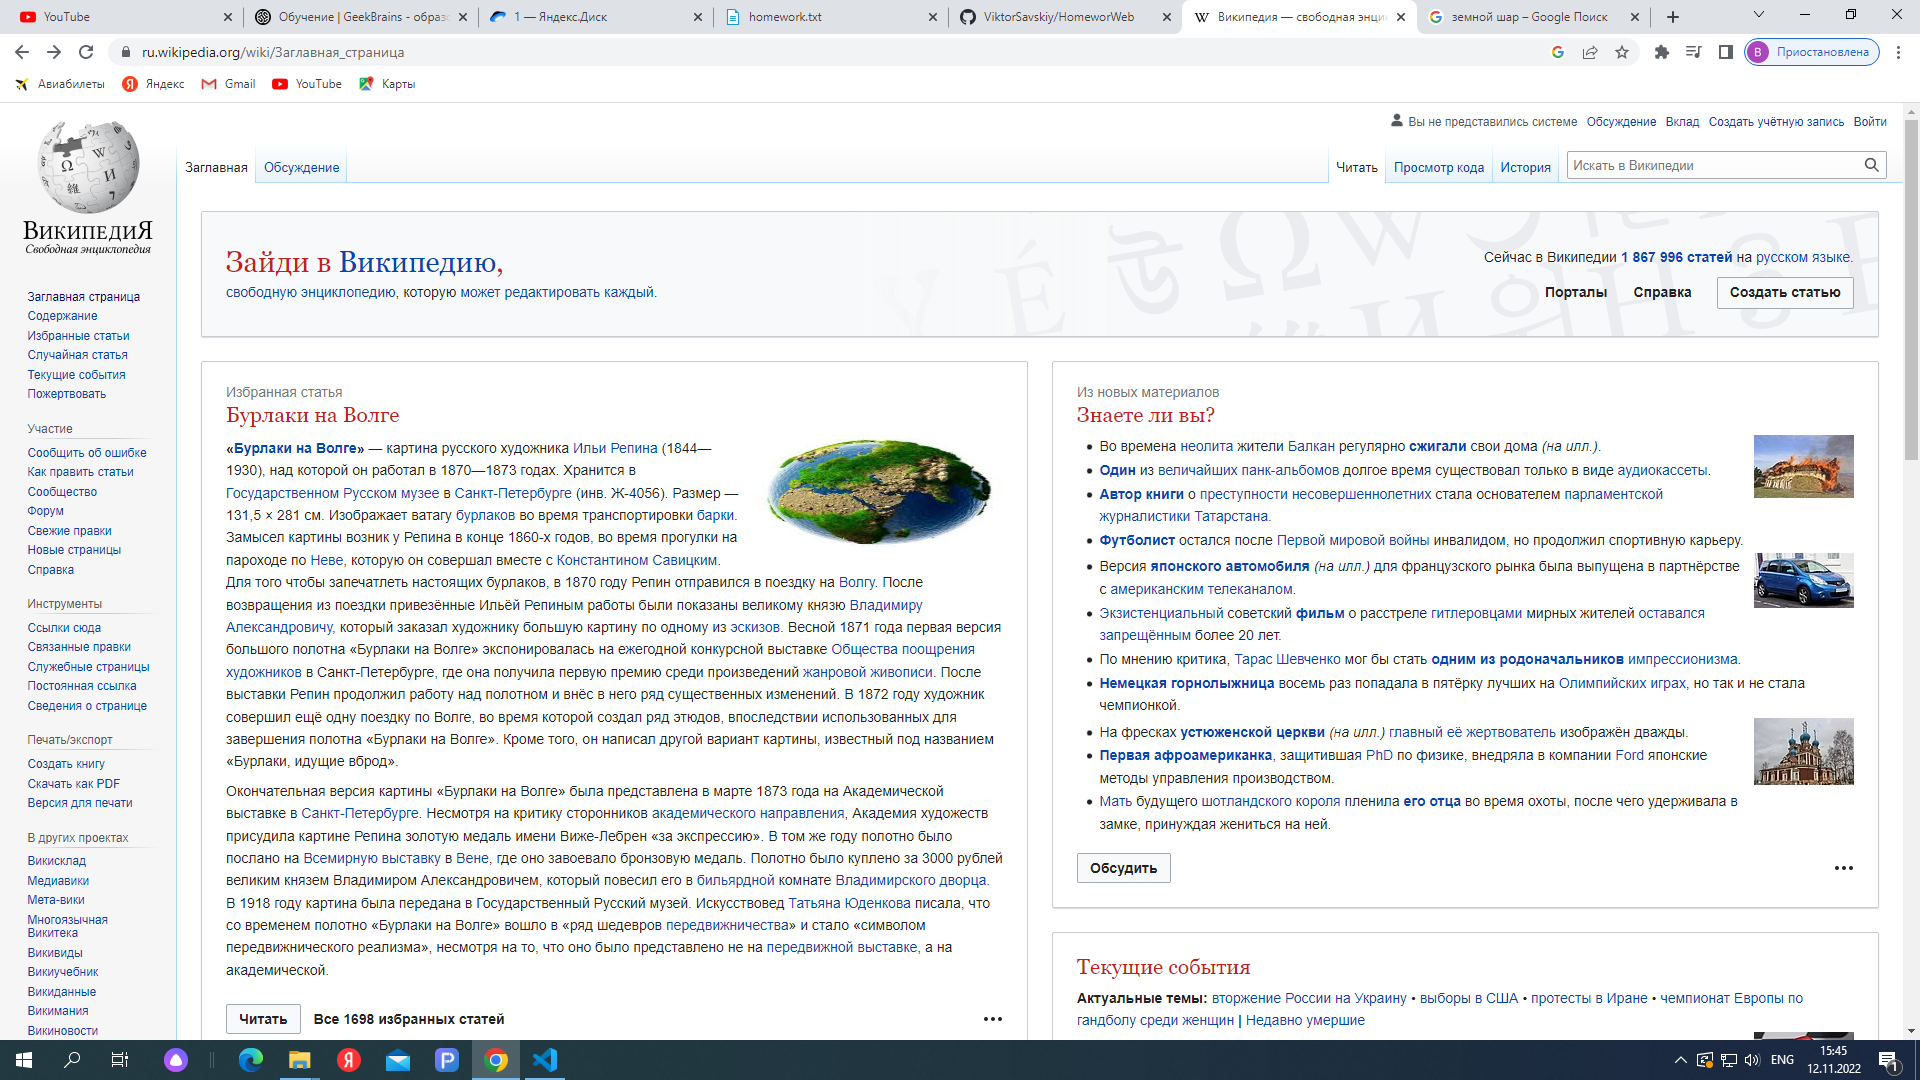 YouTube
Обучение | GeekBrains - образо
1 — Яндекс.Диск
homework.txt
ViktorSavskiy/HomeworWeb
Википедия — свободная энци
земной шар – Google Поиск
ru.wikipedia.org/wiki/Заглавная_страница
В Приостановлена
Авиабилеты
Яндекс
Gmail
YouTube
Карты
Вы не представились системе Обсуждение Вклад Создать учётную запись Войти
Заглавная Обсуждение
Читать Просмотр кода История Искать в Википедии
ВикипедиЯ
Свободная энциклопедия
Заглавная страница
Содержание
Избранные статьи
Случайная статья
Текущие события
Пожертвовать
Участие
Сообщить об ошибке
Как править статьи
Сообщество
Форум
Свежие правки
Новые страницы
Справка
Инструменты
Ссылки сюда
Связанные правки
Служебные страницы
Постоянная ссылка
Сведения о странице
Печать/экспорт
Создать книгу
Скачать как PDF
Версия для печати
В других проектах
Викисклад
Медиавики
Мета-вики
Многоязычная
Викитека
Викивиды
Викиучебник
Викиданные
Викимания
Викиновости
Зайди в Википедию,
свободную энциклопедию, которую может редактировать каждый.
Сейчас в Википедии 1 867 996 статей на русском языке.
Порталы Справка Создать статью
Избранная статья
Бурлаки на Волге
«Бурлаки на Волге» — картина русского художника Ильи Репина (1844—
1930), над которой он работал в 1870—1873 годах. Хранится в
Государственном Русском музее в Санкт-Петербурге (инв. Ж-4056). Размер —
131,5 × 281 см. Изображает ватагу бурлаков во время транспортировки барки.
Замысел картины возник у Репина в конце 1860-х годов, во время прогулки на
пароходе по Неве, которую он совершал вместе с Константином Савицким.
Для того чтобы запечатлеть настоящих бурлаков, в 1870 году Репин отправился в поездку на Волгу. После
возвращения из поездки привезённые Ильёй Репиным работы были показаны великому князю Владимиру
Александровичу, который заказал художнику большую картину по одному из эскизов. Весной 1871 года первая версия
большого полотна «Бурлаки на Волге» экспонировалась на ежегодной конкурсной выставке Общества поощрения
художников в Санкт-Петербурге, где она получила первую премию среди произведений жанровой живописи. После
выставки Репин продолжил работу над полотном и внёс в него ряд существенных изменений. В 1872 году художник
совершил ещё одну поездку по Волге, во время которой создал ряд этюдов, впоследствии использованных для
завершения полотна «Бурлаки на Волге». Кроме того, он написал другой вариант картины, известный под названием
«Бурлаки, идущие вброд».
Окончательная версия картины «Бурлаки на Волге» была представлена в марте 1873 года на Академической
выставке в Санкт-Петербурге. Несмотря на критику сторонников академического направления, Академия художеств
присудила картине Репина золотую медаль имени Виже-Лебрен «за экспрессию». В том же году полотно было
послано на Всемирную выставку в Вене, где оно завоевало бронзовую медаль. Полотно было куплено за 3000 рублей
великим князем Владимиром Александровичем, который повесил его в бильярдной комнате Владимирского дворца.
В 1918 году картина была передана в Государственный Русский музей. Искусствовед Татьяна Юденкова писала, что
со временем полотно «Бурлаки на Волге» вошло в «ряд шедевров передвижничества» и стало «символом
передвижнического реализма», несмотря на то, что оно было представлено не на передвижной выставке, а на
академической.
Читать Все 1698 избранных статей
Из новых материалов
Знаете ли вы?
Во времена неолита жители Балкан регулярно сжигали свои дома (на илл.).
Один из величайших панк-альбомов долгое время существовал только в виде аудиокассеты.
Автор книги о преступности несовершеннолетних стала основателем парламентской
журналистики Татарстана.
Футболист остался после Первой мировой войны инвалидом, но продолжил спортивную карьеру.
Версия японского автомобиля (на илл.) для французского рынка была выпущена в партнёрстве
с американским телеканалом.
Экзистенциальный советский фильм о расстреле гитлеровцами мирных жителей оставался
запрещённым более 20 лет.
По мнению критика, Тарас Шевченко мог бы стать одним из родоначальников импрессионизма.
Немецкая горнолыжница восемь раз попадала в пятёрку лучших на Олимпийских играх, но так и не стала
чемпионкой.
На фресках устюженской церкви (на илл.) главный её жертвователь изображён дважды.
Первая афроамериканка, защитившая PhD по физике, внедряла в компании Ford японские
методы управления производством.
Мать будущего шотландского короля пленила его отца во время охоты, после чего удерживала в
замке, принуждая жениться на ней.
Обсудить
Текущие события
Актуальные темы: вторжение России на Украину • выборы в США • протесты в Иране • чемпионат Европы по
гандболу среди женщин | Недавно умершие
ENG
15:45
12.11.2022
1